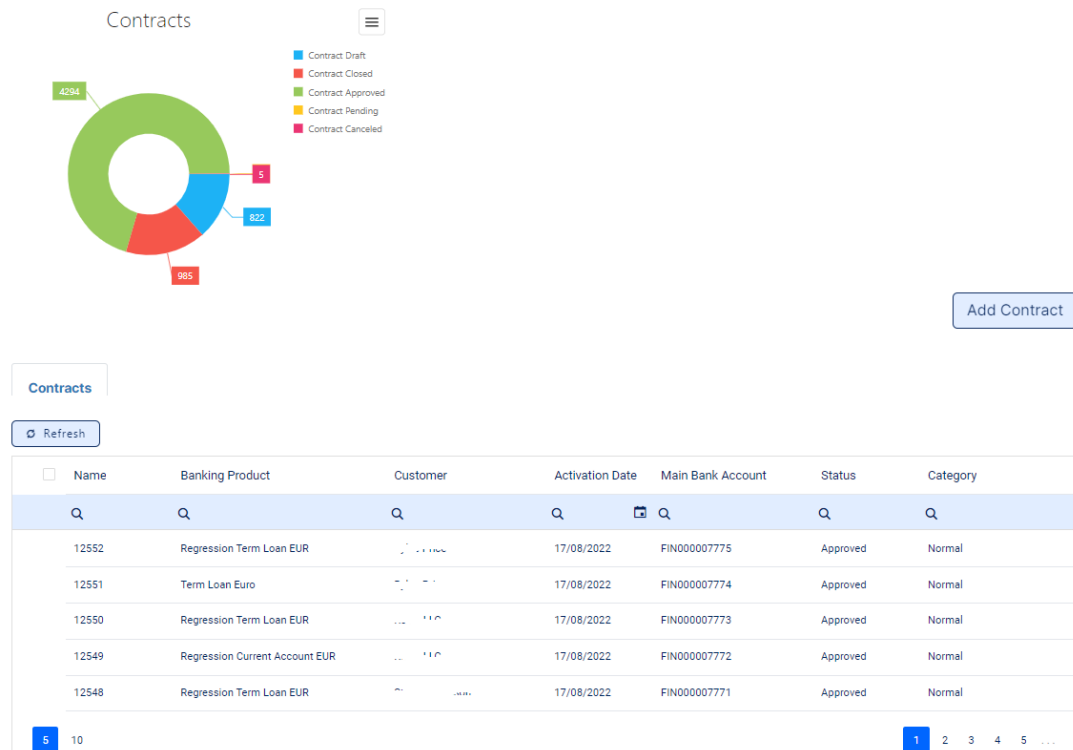 Contracts
Contract Draft
Contract Closed
Contract Approved
Contract Pending
Contract Canceled
4294
5
822
985
Add Contract
Contracts
Refresh
Name Banking Product Customer Activation Date Main Bank Account Status Category
12552 Regression Term Loan EUR 17/08/2022 FIN000007775 Approved Normal
12551 Term Loan Euro 17/08/2022 FIN000007774 Approved Normal
12550 Regression Term Loan EUR 17/08/2022 FIN000007773 Approved Normal
12549 Regression Current Account EUR 17/08/2022 FIN000007772 Approved Normal
12548 Regression Term Loan EUR 17/08/2022 FIN000007771 Approved Normal
5 10 1 2 3 4 5 ...